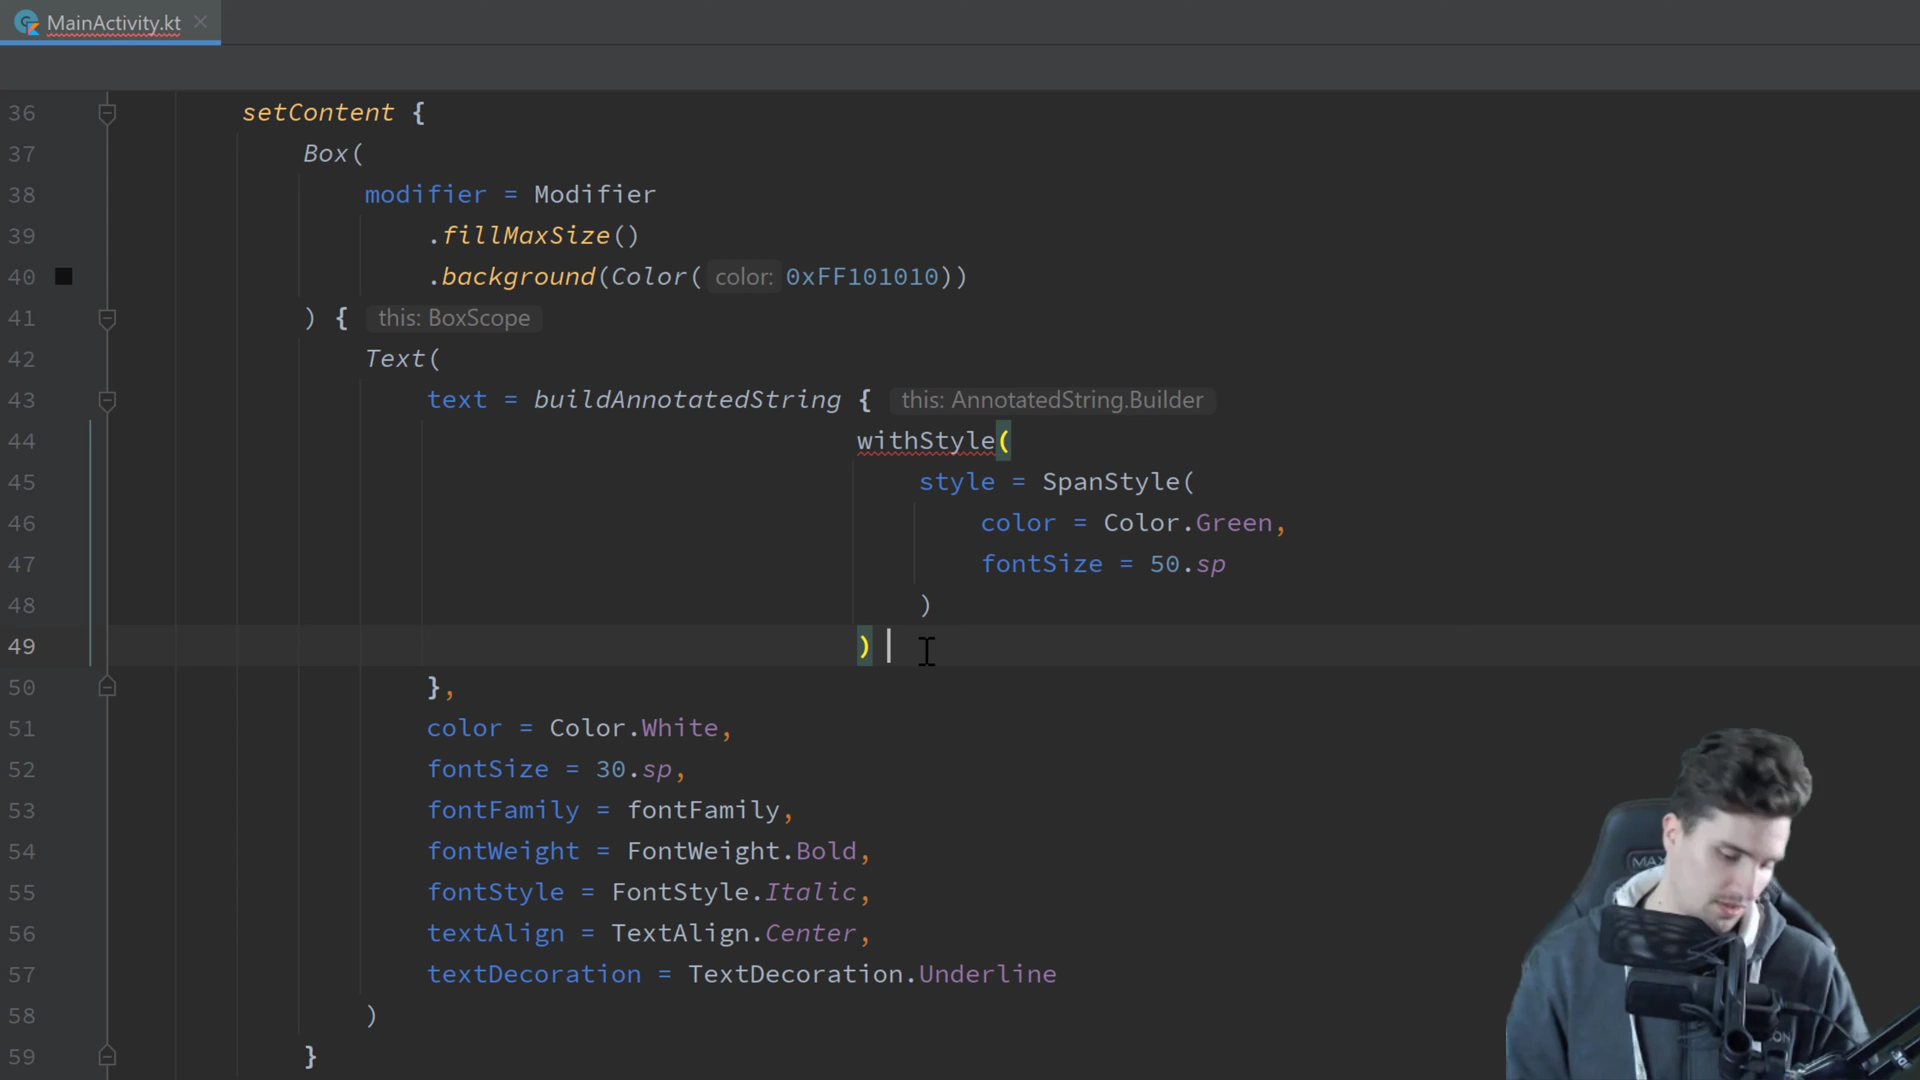 MainActivity.kt
36 setContent {
37 Box(
38 modifier = Modifier
39 .fillMaxSize()
40 .background(Color( color: 0xFF101010))
41 ) { this: BoxScope
42 Text(
43 text = buildAnnotatedString { this: AnnotatedString.Builder
44 withStyle(
45 style = SpanStyle(
46 color = Color.Green,
47 fontSize = 50.sp
48 )
49 )
50 },
51 color = Color.White,
52 fontSize = 30.sp,
53 fontFamily = fontFamily,
54 fontWeight = FontWeight.Bold,
55 fontStyle = FontStyle.Italic,
56 textAlign = TextAlign.Center,
57 textDecoration = TextDecoration.Underline
58 )
59 }